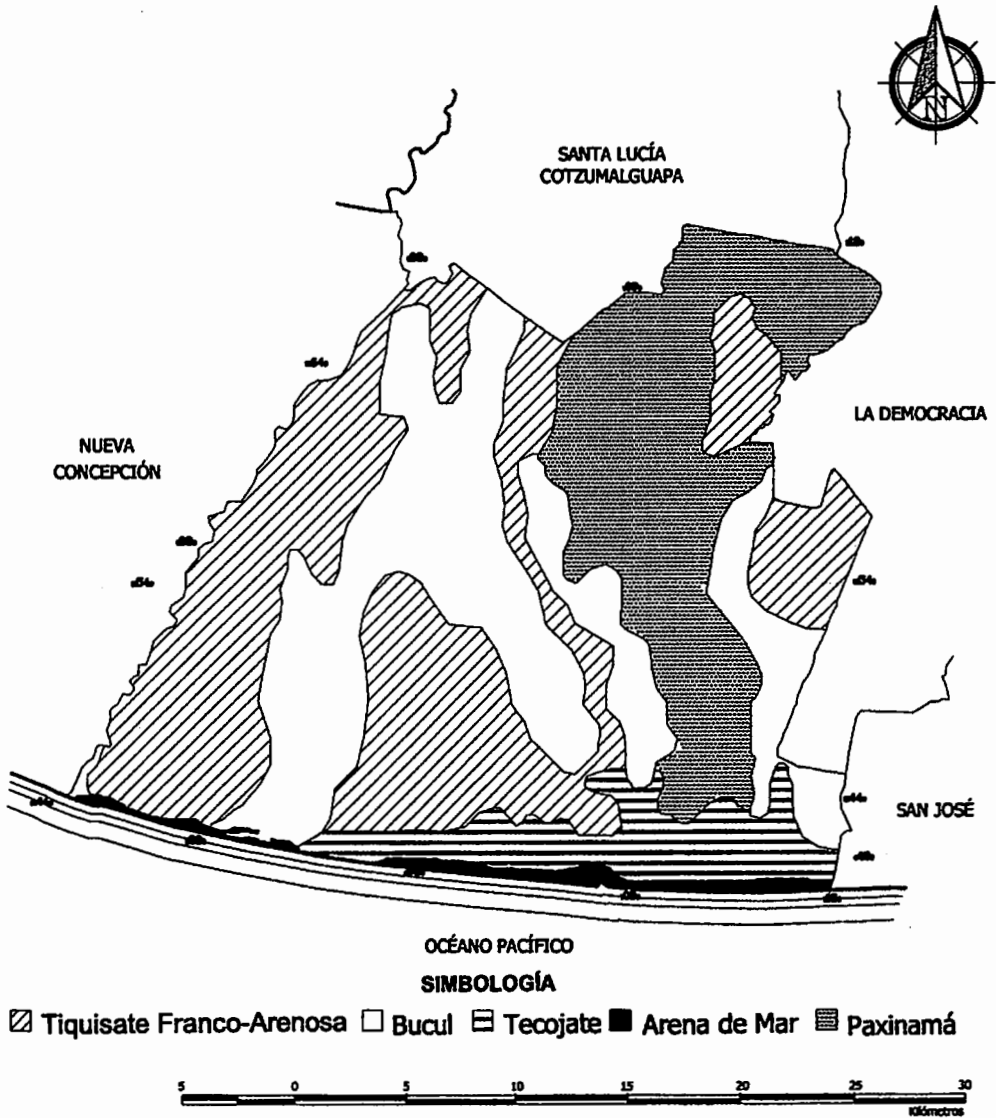 N
SANTA LUCÍA
COTZUMALGUAPA
LA DEMOCRACIA
NUEVA
CONCEPCIÓN
SAN JOSÉ
OCÉANO PACÍFICO
SIMBOLOGÍA
Tiquisate Franco-Arenosa Bucul Tecojate Arena de Mar Paxinamá
5 0 5 10 15 20 25 30
Kilómetros